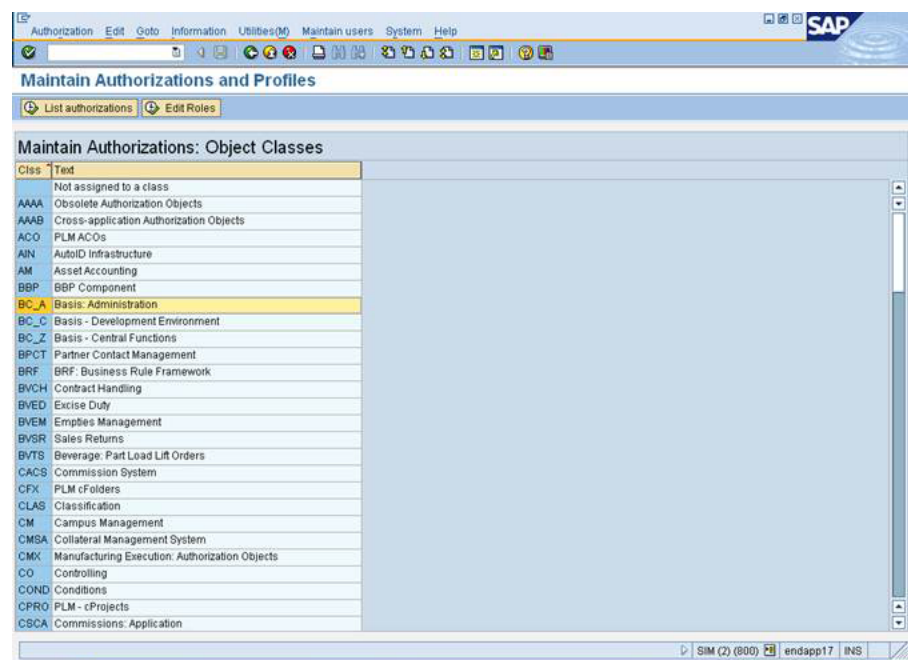 Authorization Edit Goto Information Utilities(M) Maintain users System Help
SAP
Maintain Authorizations and Profiles
List authorizations Edit Roles
Maintain Authorizations: Object Classes
Clss Text
Not assigned to a class
AAAA Obsolete Authorization Objects
AAAB Cross-application Authorization Objects
ACO PLM ACOs
AIN AutoID Infrastructure
AM Asset Accounting
BBP BBP Component
BC_A Basis: Administration
BC_C Basis - Development Environment
BC_Z Basis - Central Functions
BPCT Partner Contact Management
BRF BRF: Business Rule Framework
BVCH Contract Handling
BVED Excise Duty
BVEM Empties Management
BVSR Sales Returns
BVTS Beverage: Part Load Lift Orders
CACS Commission System
CFX PLM cFolders
CLAS Classification
CM Campus Management
CMSA Collateral Management System
CMX Manufacturing Execution: Authorization Objects
CO Controlling
COND Conditions
CPRO PLM - cProjects
CSCA Commissions: Application
SIM (2) (800) endapp17 INS